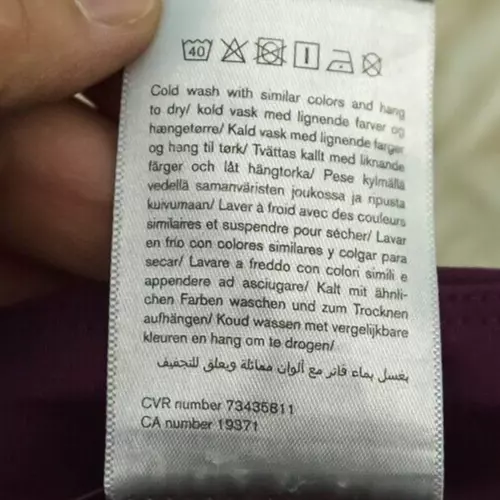 40
Cold wash with similar colors and hang
to dry/ kold vask med lignende farver og
hængetørre/ Kald vask med lignende farger
og hang til tørk/ Tvättas kallt med liknande
färger och låt hängtorka/ Pese kylmällä
vedellä samanväristen joukossa ja ripusta
kuivumaan/ Laver à froid avec des couleurs
similaires et suspendre pour sécher/ Lavar
en frío con colores similares y colgar para
secar/ Lavare a freddo con colori simili e
appendere ad asciugare/ Kalt mit ähnli-
chen Farben waschen und zum Trocknen
aufhängen/ Koud wassen met vergelijkbare
kleuren en hang om te drogen/
يغسل بماء فاتر مع ألوان مماثلة ويعلق للتجفيف
CVR number 73435811
CA number 19371